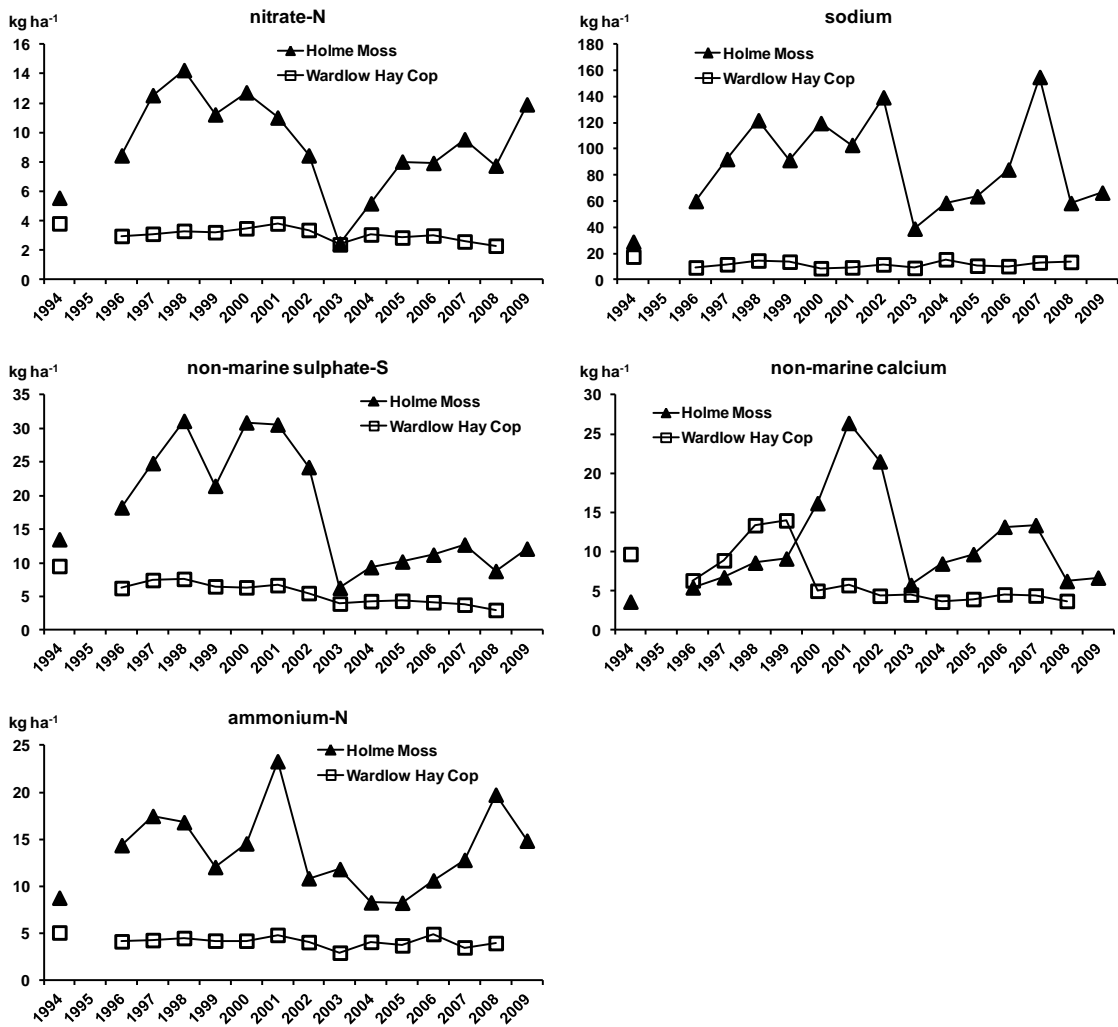 nitrate-N
kg ha-1
16
14
12
10
8
6
4
2
0
Holme Moss
Wardlow Hay Cop
1994 1995 1996 1997 1998 1999 2000 2001 2002 2003 2004 2005 2006 2007 2008 2009
sodium
kg ha-1
180
160
140
120
100
80
60
40
20
0
Holme Moss
Wardlow Hay Cop
1994 1995 1996 1997 1998 1999 2000 2001 2002 2003 2004 2005 2006 2007 2008 2009
non-marine sulphate-S
kg ha-1
35
30
25
20
15
10
5
0
Holme Moss
Wardlow Hay Cop
1994 1995 1996 1997 1998 1999 2000 2001 2002 2003 2004 2005 2006 2007 2008 2009
non-marine calcium
kg ha-1
30
25
20
15
10
5
0
Holme Moss
Wardlow Hay Cop
1994 1995 1996 1997 1998 1999 2000 2001 2002 2003 2004 2005 2006 2007 2008 2009
ammonium-N
kg ha-1
25
20
15
10
5
0
Holme Moss
Wardlow Hay Cop
1994 1995 1996 1997 1998 1999 2000 2001 2002 2003 2004 2005 2006 2007 2008 2009